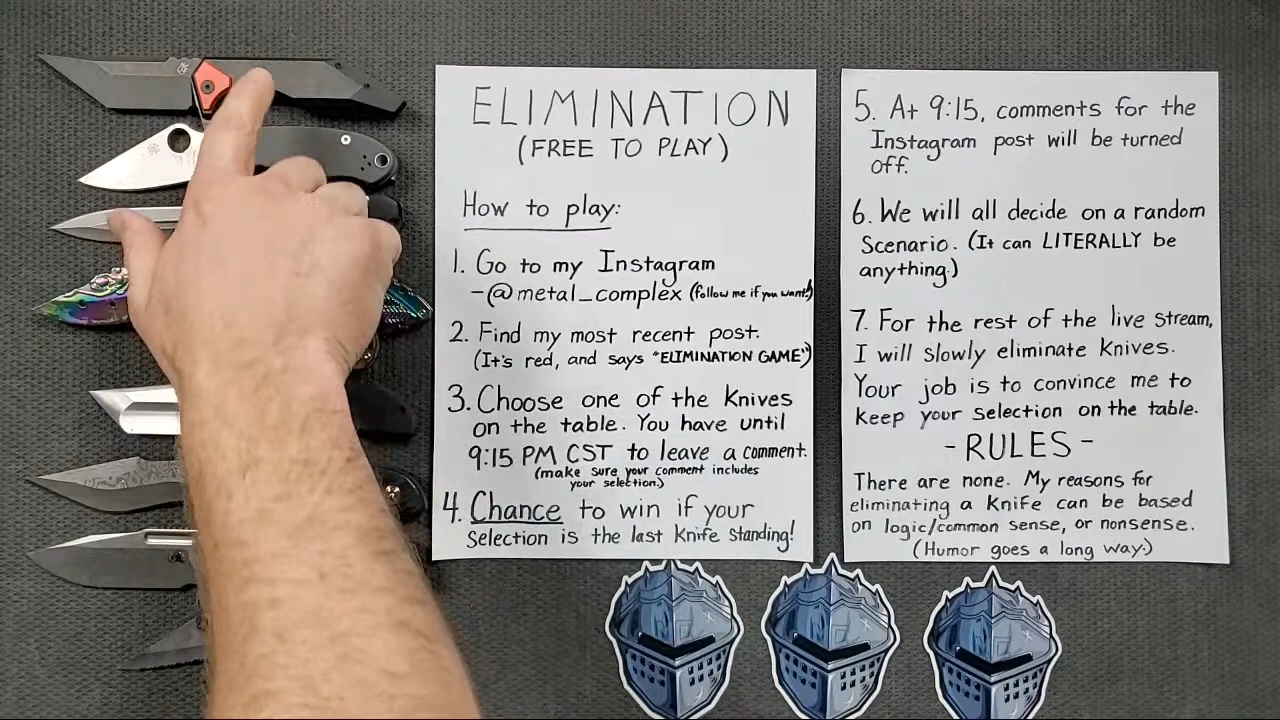 ELIMINATION
(FREE TO PLAY)
How to play:
1. Go to my Instagram
-@metal_complex (follow me if you want!)
2. Find my most recent post.
(It's red, and says "ELIMINATION GAME")
3. Choose one of the Knives
on the table. You have until
9:15 PM CST to leave a comment.
(make sure your comment includes
your selection.)
4. Chance to win if your
Selection is the last Knife Standing!
5. At 9:15, comments for the
Instagram post will be turned
off.
6. We will all decide on a random
Scenario. (It can LITERALLY be
anything.)
7. For the rest of the live stream,
I will slowly eliminate Knives.
Your job is to convince me to
keep your selection on the table.
-RULES-
There are none. My reasons for
eliminating a Knife can be based
on logic/common sense, or nonsense.
(Humor goes a long way.)